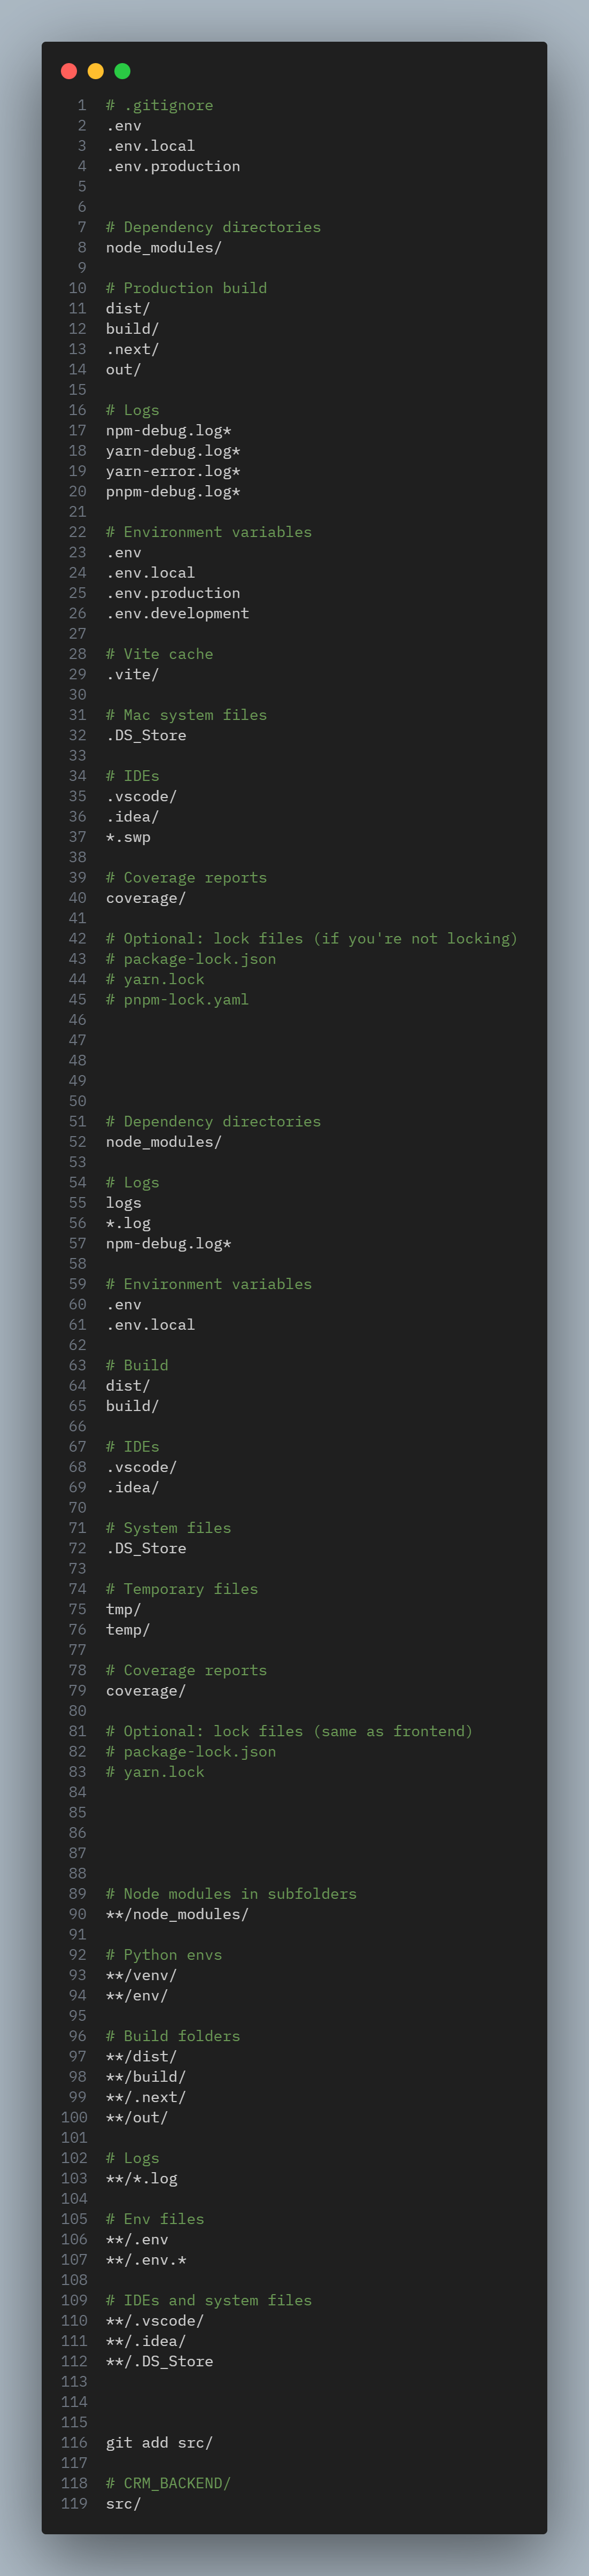 1 # .gitignore
2 .env
3 .env.local
4 .env.production
5
6
7 # Dependency directories
8 node_modules/
9
10 # Production build
11 dist/
12 build/
13 .next/
14 out/
15
16 # Logs
17 npm-debug.log*
18 yarn-debug.log*
19 yarn-error.log*
20 pnpm-debug.log*
21
22 # Environment variables
23 .env
24 .env.local
25 .env.production
26 .env.development
27
28 # Vite cache
29 .vite/
30
31 # Mac system files
32 .DS_Store
33
34 # IDEs
35 .vscode/
36 .idea/
37 *.swp
38
39 # Coverage reports
40 coverage/
41
42 # Optional: lock files (if you're not locking)
43 # package-lock.json
44 # yarn.lock
45 # pnpm-lock.yaml
46
47
48
49
50
51 # Dependency directories
52 node_modules/
53
54 # Logs
55 logs
56 *.log
57 npm-debug.log*
58
59 # Environment variables
60 .env
61 .env.local
62
63 # Build
64 dist/
65 build/
66
67 # IDEs
68 .vscode/
69 .idea/
70
71 # System files
72 .DS_Store
73
74 # Temporary files
75 tmp/
76 temp/
77
78 # Coverage reports
79 coverage/
80
81 # Optional: lock files (same as frontend)
82 # package-lock.json
83 # yarn.lock
84
85
86
87
88
89 # Node modules in subfolders
90 **/node_modules/
91
92 # Python envs
93 **/venv/
94 **/env/
95
96 # Build folders
97 **/dist/
98 **/build/
99 **/.next/
100 **/out/
101
102 # Logs
103 **/*.log
104
105 # Env files
106 **/.env
107 **/.env.*
108
109 # IDEs and system files
110 **/.vscode/
111 **/.idea/
112 **/.DS_Store
113
114
115
116 git add src/
117
118 # CRM_BACKEND/
119 src/